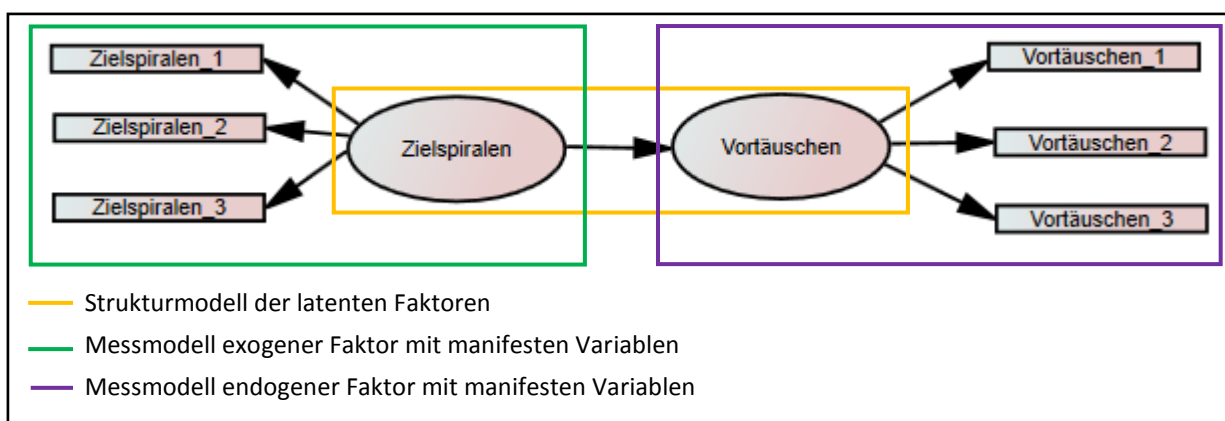 Zielspiralen_1
Zielspiralen_2
Zielspiralen_3
Zielspiralen
Vortäuschen
Vortäuschen_1
Vortäuschen_2
Vortäuschen_3
Strukturmodell der latenten Faktoren
Messmodell exogener Faktor mit manifesten Variablen
Messmodell endogener Faktor mit manifesten Variablen